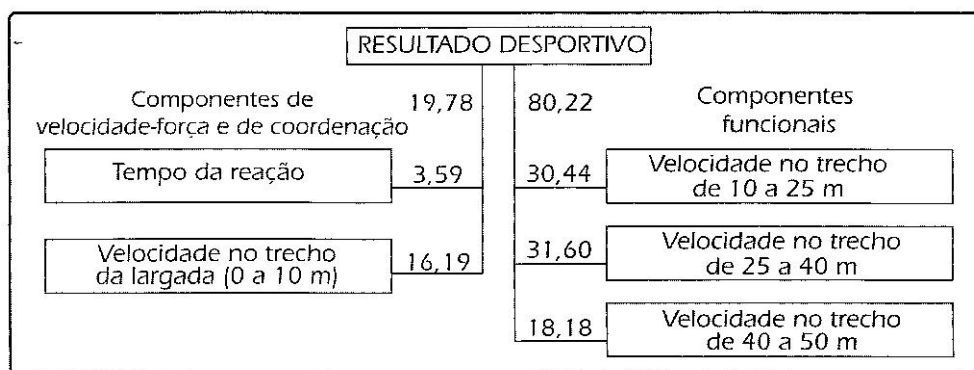 RESULTADO DESPORTIVO
Componentes de
velocidade-força e de coordenação
19,78
80,22
Componentes
funcionais
Tempo da reação
3,59
30,44
Velocidade no trecho
de 10 a 25 m
Velocidade no trecho
da largada (0 a 10 m)
16,19
31,60
Velocidade no trecho
de 25 a 40 m
18,18
Velocidade no trecho
de 40 a 50 m